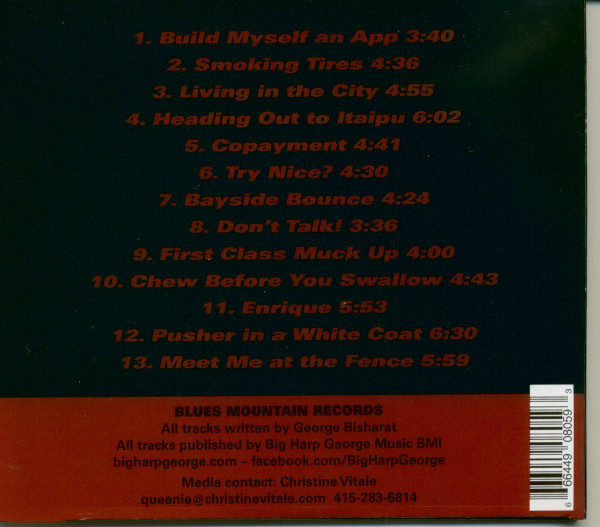 1. Build Myself an App 3:40
2. Smoking Tires 4:36
3. Living in the City 4:55
4. Heading Out to Itaipu 6:02
5. Copayment 4:41
6. Try Nice? 4:30
7. Bayside Bounce 4:24
8. Don't Talk! 3:36
9. First Class Muck Up 4:00
10. Chew Before You Swallow 4:43
11. Enrique 5:53
12. Pusher in a White Coat 6:30
13. Meet Me at the Fence 5:59
BLUES MOUNTAIN RECORDS
All tracks written by George Bisharat
All tracks published by Big Harp George Music BMI
bigharpgeorge.com – facebook.com/BigHarpGeorge
Media contact: Christine Vitale
queenie@christinevitale.com 415-283-6814
6 66449 08059 3